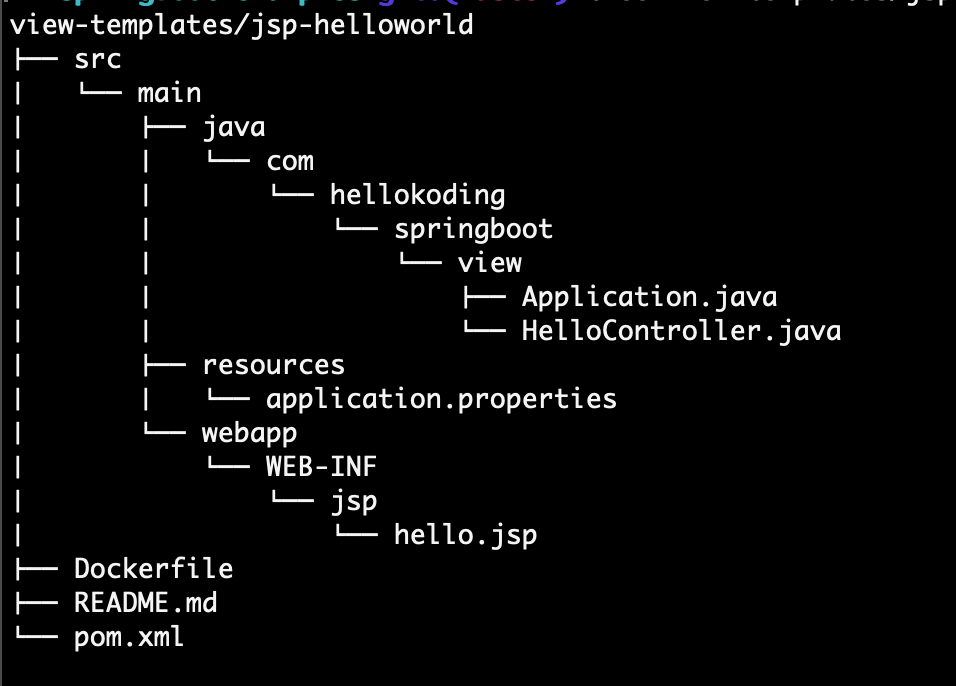 view-templates/jsp-helloworld
├── src
│   └── main
│       ├── java
│       │   └── com
│       │       └── hellokoding
│       │           └── springboot
│       │               └── view
│       │                   ├── Application.java
│       │                   └── HelloController.java
│       ├── resources
│       │   └── application.properties
│       └── webapp
│           └── WEB-INF
│               └── jsp
│                   └── hello.jsp
├── Dockerfile
├── README.md
└── pom.xml